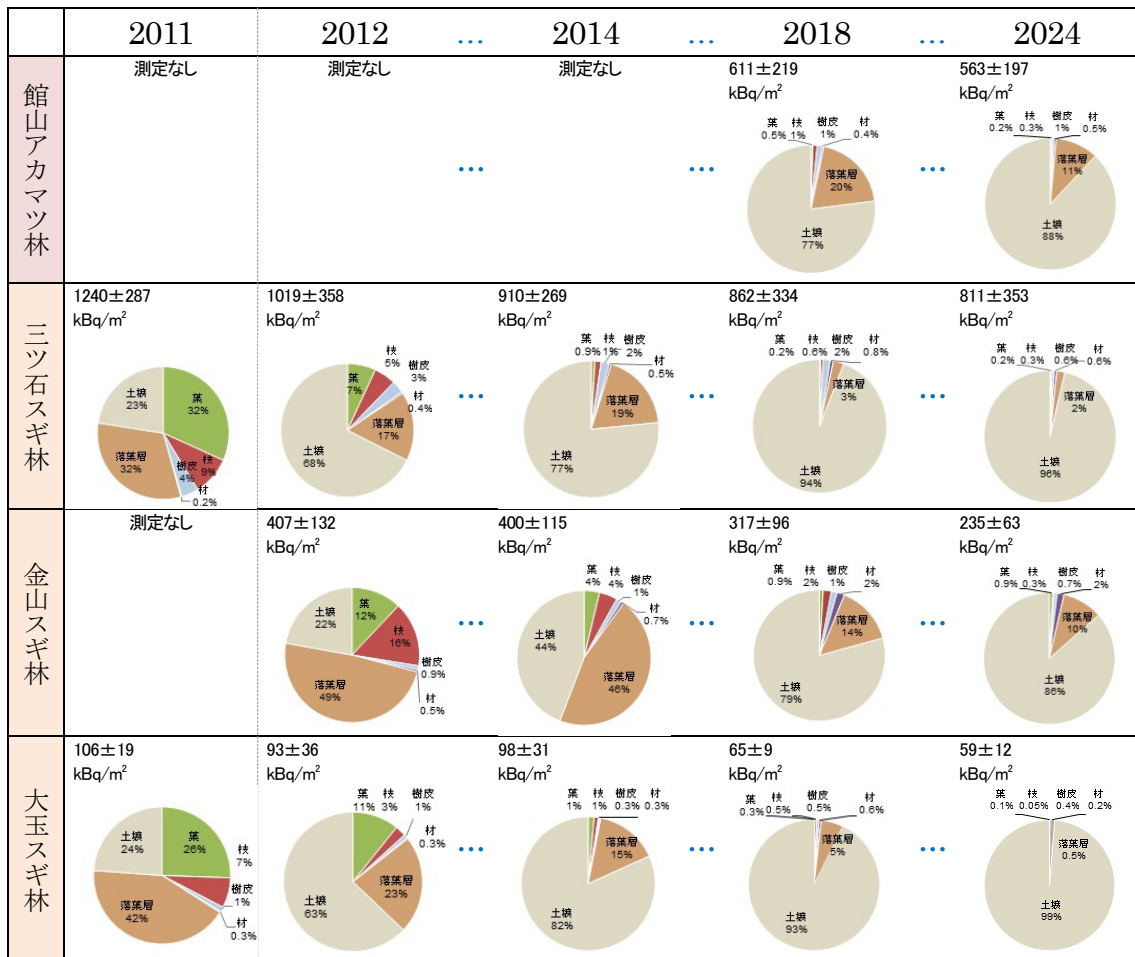 2011 2012 … 2014 … 2018 … 2024
館山アカマツ林
測定なし
測定なし
測定なし
…
…
611±219
kBq/m²
葉 0.5%
枝 1%
樹皮 1%
材 0.4%
落葉層 20%
土壌 77%
…
563±197
kBq/m²
葉 0.2%
枝 0.3%
樹皮 1%
材 0.5%
落葉層 11%
土壌 88%
三ツ石スギ林
1240±287
kBq/m²
葉 32%
枝 9%
樹皮 4%
材 0.2%
落葉層 32%
土壌 23%
1019±358
kBq/m²
葉 7%
枝 5%
樹皮 3%
材 0.4%
落葉層 17%
土壌 68%
…
910±269
kBq/m²
葉 0.9%
枝 1%
樹皮 2%
材 0.5%
落葉層 19%
土壌 77%
…
862±334
kBq/m²
葉 0.2%
枝 0.6%
樹皮 2%
材 0.8%
落葉層 3%
土壌 94%
…
811±353
kBq/m²
葉 0.2%
枝 0.3%
樹皮 0.6%
材 0.6%
落葉層 2%
土壌 96%
金山スギ林
測定なし
407±132
kBq/m²
葉 12%
枝 16%
樹皮 0.9%
材 0.5%
落葉層 49%
土壌 22%
…
400±115
kBq/m²
葉 4%
枝 4%
樹皮 1%
材 0.7%
落葉層 46%
土壌 44%
…
317±96
kBq/m²
葉 0.9%
枝 2%
樹皮 1%
材 2%
落葉層 14%
土壌 79%
…
235±63
kBq/m²
葉 0.9%
枝 0.3%
樹皮 0.7%
材 2%
落葉層 10%
土壌 86%
大玉スギ林
106±19
kBq/m²
葉 26%
枝 7%
樹皮 1%
材 0.3%
落葉層 42%
土壌 24%
93±36
kBq/m²
葉 11%
枝 3%
樹皮 1%
材 0.3%
落葉層 23%
土壌 63%
…
98±31
kBq/m²
葉 1%
枝 1%
樹皮 0.3%
材 0.3%
落葉層 15%
土壌 82%
…
65±9
kBq/m²
葉 0.3%
枝 0.5%
樹皮 0.5%
材 0.6%
落葉層 5%
土壌 93%
…
59±12
kBq/m²
葉 0.1%
枝 0.05%
樹皮 0.4%
材 0.2%
落葉層 0.5%
土壌 99%